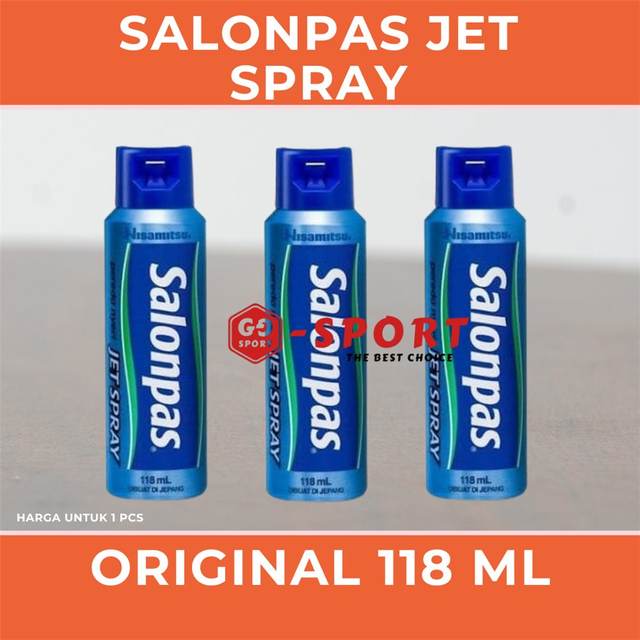 SALONPAS JET
SPRAY
Hisamitsu.
pereda nyeri
Salonpas®
JET SPRAY
118 mL
DIBUAT DI JEPANG
Hisamitsu.
Salonpas®
JET SPRAY
118 mL
DIBUAT DI JEPANG
Hisamitsu.
Salonpas®
JET SPRAY
118 mL
DIBUAT DI JEPANG
GG
SPORT
-SPORT
THE BEST CHOICE
HARGA UNTUK 1 PCS
ORIGINAL 118 ML